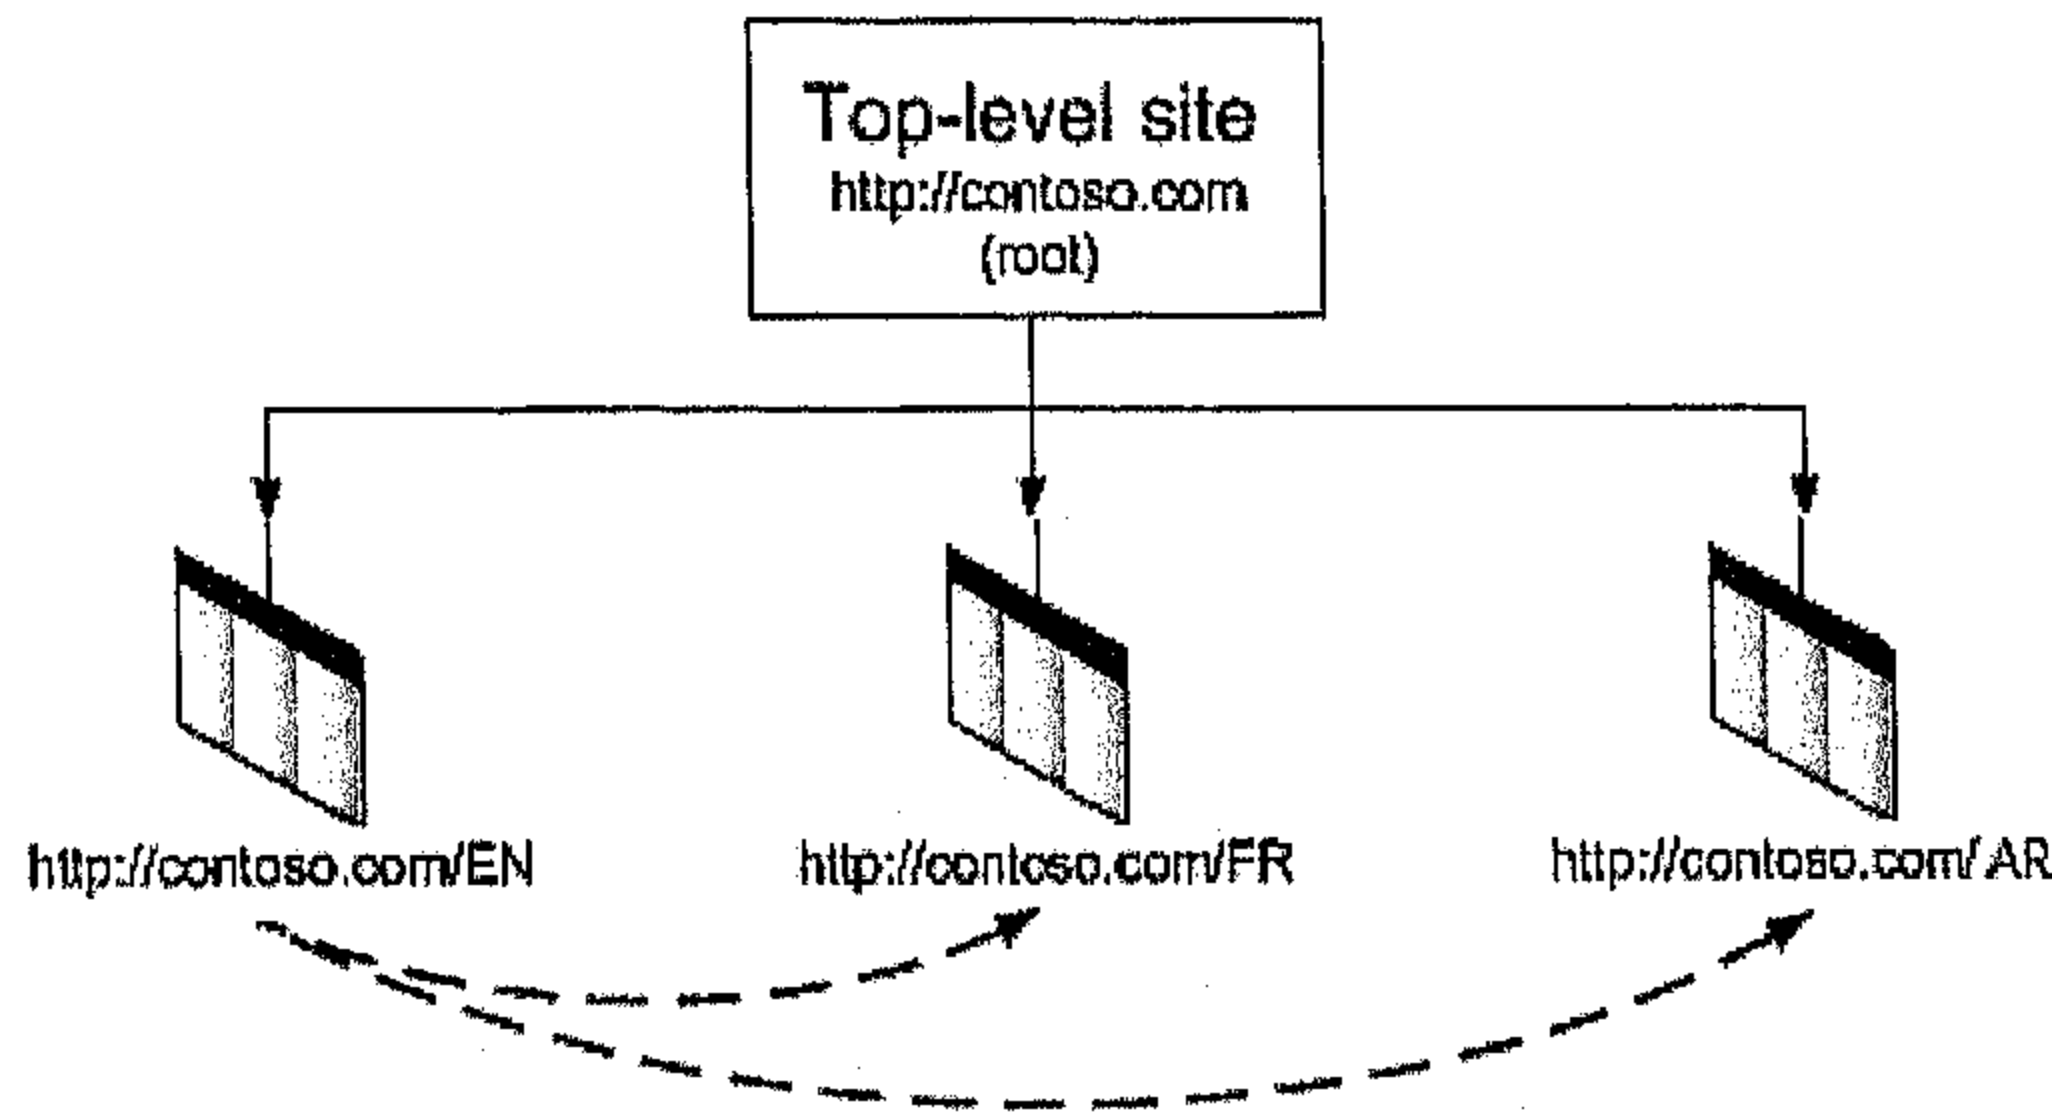 Top-level site
http://contoso.com
(root)
http://contoso.com/EN
http://contoso.com/FR
http://contoso.com/AR